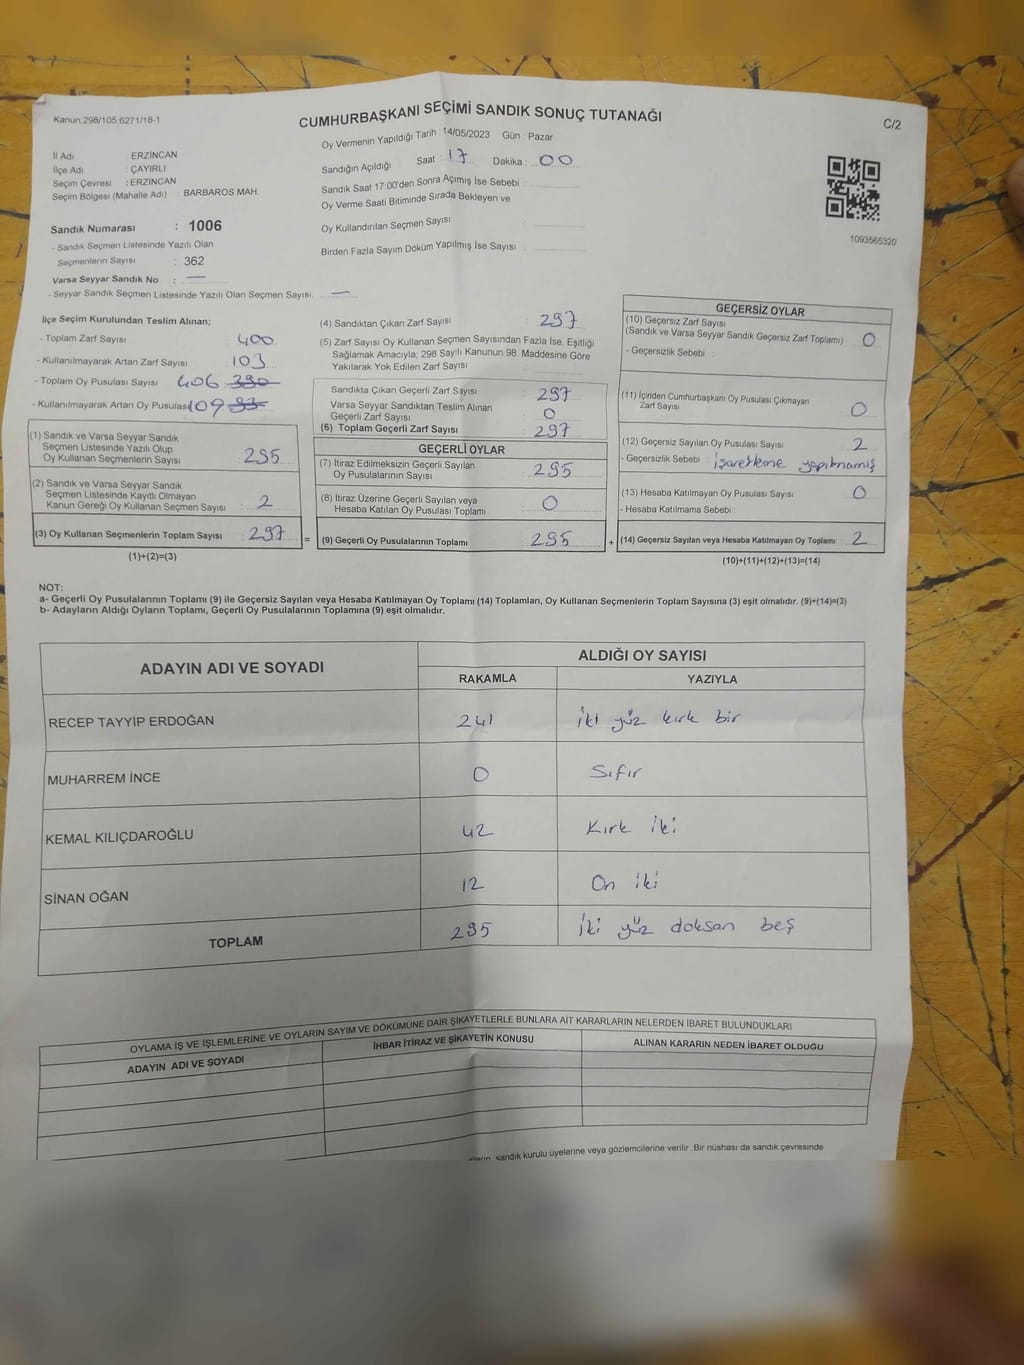 Kanun:298/105,6271/18-1
CUMHURBAŞKANI SEÇİMİ SANDIK SONUÇ TUTANAĞI
C/2
Oy Vermenin Yapıldığı Tarih : 14/05/2023 Gün : Pazar
İl Adı : ERZİNCAN
İlçe Adı : ÇAYIRLI
Seçim Çevresi : ERZİNCAN
Seçim Bölgesi (Mahalle Adı) : BARBAROS MAH.
Sandığın Açıldığı Saat : 17 Dakika : 00
Sandık Saat 17:00'den Sonra Açımış İse Sebebi :
Oy Verme Saati Bitiminde Sırada Bekleyen ve
Oy Kullandırılan Seçmen Sayısı
Birden Fazla Sayım Döküm Yapılmış İse Sayısı :
1093565320
Sandık Numarası : 1006
- Sandık Seçmen Listesinde Yazılı Olan
Seçmenlerin Sayısı : 362
Varsa Seyyar Sandık No : —
- Seyyar Sandık Seçmen Listesinde Yazılı Olan Seçmen Sayısı. —
İlçe Seçim Kurulundan Teslim Alınan;
- Toplam Zarf Sayısı : 400
- Kullanılmayarak Artan Zarf Sayısı : 103
- Toplam Oy Pusulası Sayısı : 406 390
- Kullanılmayarak Artan Oy Pusulası 109 93
(1) Sandık ve Varsa Seyyar Sandık
Seçmen Listesinde Yazılı Olup
Oy Kullanan Seçmenlerin Sayısı : 295
(2) Sandık ve Varsa Seyyar Sandık
Seçmen Listesinde Kayıtlı Olmayan
Kanun Gereği Oy Kullanan Seçmen Sayısı : 2
(3) Oy Kullanan Seçmenlerin Toplam Sayısı : 297 =
(1)+(2)=(3)
(4) Sandıktan Çıkan Zarf Sayısı : 297
(5) Zarf Sayısı Oy Kullanan Seçmen Sayısından Fazla İse, Eşitliği
Sağlamak Amacıyla; 298 Sayılı Kanunun 98. Maddesine Göre
Yakılarak Yok Edilen Zarf Sayısı
Sandıkta Çıkan Geçerli Zarf Sayısı : 297
Varsa Seyyar Sandıktan Teslim Alınan
Geçerli Zarf Sayısı : 0
(6) Toplam Geçerli Zarf Sayısı : 297
GEÇERLİ OYLAR
(7) İtiraz Edilmeksizin Geçerli Sayılan
Oy Pusulalarının Sayısı : 295
(8) İtiraz Üzerine Geçerli Sayılan veya
Hesaba Katılan Oy Pusulası Toplamı : 0
(9) Geçerli Oy Pusulalarının Toplamı : 295 +
GEÇERSİZ OYLAR
(10) Geçersiz Zarf Sayısı
(Sandık ve Varsa Seyyar Sandık Geçersiz Zarf Toplamı) : 0
- Geçersizlik Sebebi :
(11) İçinden Cumhurbaşkanı Oy Pusulası Çıkmayan
Zarf Sayısı : 0
(12) Geçersiz Sayılan Oy Pusulası Sayısı : 2
- Geçersizlik Sebebi : işaretleme yapılmamış
(13) Hesaba Katılmayan Oy Pusulası Sayısı : 0
- Hesaba Katılmama Sebebi :
(14) Geçersiz Sayılan veya Hesaba Katılmayan Oy Toplamı : 2
(10)+(11)+(12)+(13)=(14)
NOT:
a- Geçerli Oy Pusulalarının Toplamı (9) ile Geçersiz Sayılan veya Hesaba Katılmayan Oy Toplamı (14) Toplamları, Oy Kullanan Seçmenlerin Toplam Sayısına (3) eşit olmalıdır. (9)+(14)=(3)
b- Adayların Aldığı Oyların Toplamı, Geçerli Oy Pusulalarının Toplamına (9) eşit olmalıdır.
ADAYIN ADI VE SOYADI
ALDIĞI OY SAYISI
RAKAMLA YAZIYLA
RECEP TAYYİP ERDOĞAN 241 iki yüz kırk bir
MUHARREM İNCE 0 Sıfır
KEMAL KILIÇDAROĞLU 42 Kırk iki
SİNAN OĞAN 12 On iki
TOPLAM 295 iki yüz doksan beş
OYLAMA İŞ VE İŞLEMLERİNE VE OYLARIN SAYIM VE DÖKÜMÜNE DAİR ŞİKAYETLERLE BUNLARA AİT KARARLARIN NELERDEN İBARET BULUNDUKLARI
ADAYIN ADI VE SOYADI İHBAR İTİRAZ VE ŞİKAYETİN KONUSU ALINAN KARARIN NEDEN İBARET OLDUĞU
sandık kurulu üyelerine veya gözlemcilerine verilir. Bir nüshası da sandık çevresinde